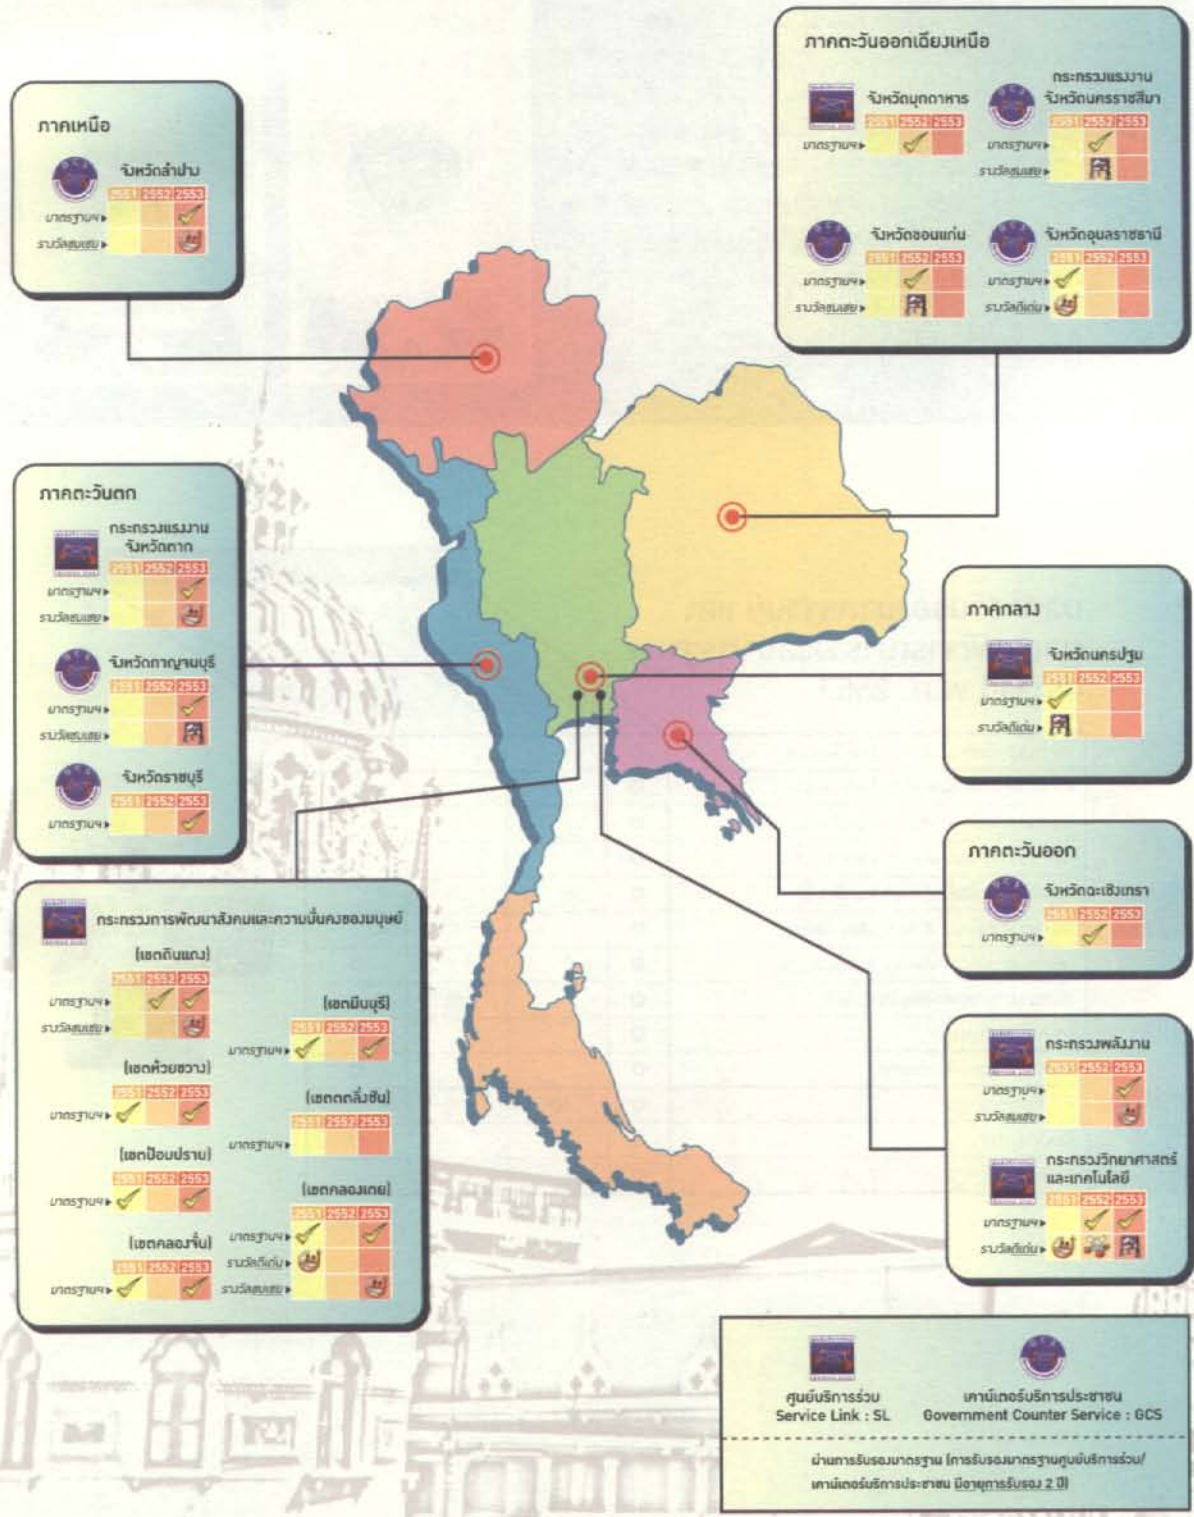 ภาคเหนือ
จังหวัดลำปาง
2551 2552 2553
มาตรฐานฯ
รางวัลชมเชย
ภาคตะวันออกเฉียงเหนือ
จังหวัดมุกดาหาร
2551 2552 2553
มาตรฐานฯ
กระทรวงแรงงาน
จังหวัดนครราชสีมา
2551 2552 2553
มาตรฐานฯ
รางวัลชมเชย
จังหวัดขอนแก่น
2551 2552 2553
มาตรฐานฯ
รางวัลชมเชย
จังหวัดอุบลราชธานี
2551 2552 2553
มาตรฐานฯ
รางวัลดีเด่น
ภาคตะวันตก
กระทรวงแรงงาน
จังหวัดตาก
2551 2552 2553
มาตรฐานฯ
รางวัลชมเชย
จังหวัดกาญจนบุรี
2551 2552 2553
มาตรฐานฯ
รางวัลชมเชย
จังหวัดราชบุรี
2551 2552 2553
มาตรฐานฯ
ภาคกลาง
จังหวัดนครปฐม
2551 2552 2553
มาตรฐานฯ
รางวัลดีเด่น
ภาคตะวันออก
จังหวัดฉะเชิงเทรา
2551 2552 2553
มาตรฐานฯ
กระทรวงการพัฒนาสังคมและความมั่นคงของมนุษย์
(เขตดินแดง)
2551 2552 2553
มาตรฐานฯ
รางวัลชมเชย
(เขตห้วยขวาง)
2551 2552 2553
มาตรฐานฯ
(เขตป้อมปราบ)
2551 2552 2553
มาตรฐานฯ
(เขตคลองจั่น)
2551 2552 2553
มาตรฐานฯ
(เขตมีนบุรี)
2551 2552 2553
มาตรฐานฯ
(เขตตลิ่งชัน)
2551 2552 2553
มาตรฐานฯ
(เขตคลองเตย)
2551 2552 2553
มาตรฐานฯ
รางวัลดีเด่น
รางวัลชมเชย
กระทรวงพลังงาน
2551 2552 2553
มาตรฐานฯ
รางวัลชมเชย
กระทรวงวิทยาศาสตร์
และเทคโนโลยี
2551 2552 2553
มาตรฐานฯ
รางวัลดีเด่น
ศูนย์บริการร่วม
Service Link : SL
เคาน์เตอร์บริการประชาชน
Government Counter Service : GCS
ผ่านการรับรองมาตรฐาน (การรับรองมาตรฐานศูนย์บริการร่วม/
เคาน์เตอร์บริการประชาชน มีอายุการรับรอง 2 ปี)